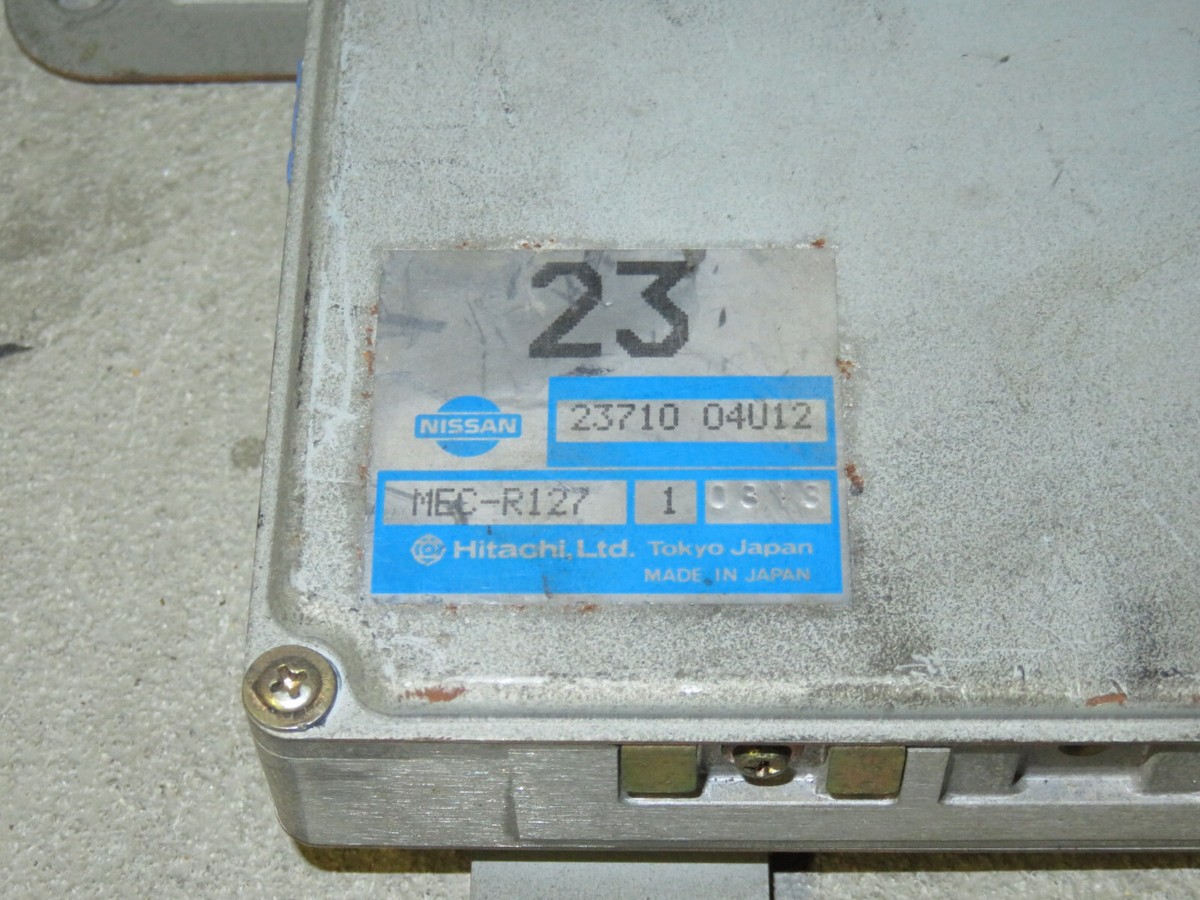 23
NISSAN
23710 04U12
MEC-R127 1
Hitachi, Ltd. Tokyo Japan
MADE IN JAPAN